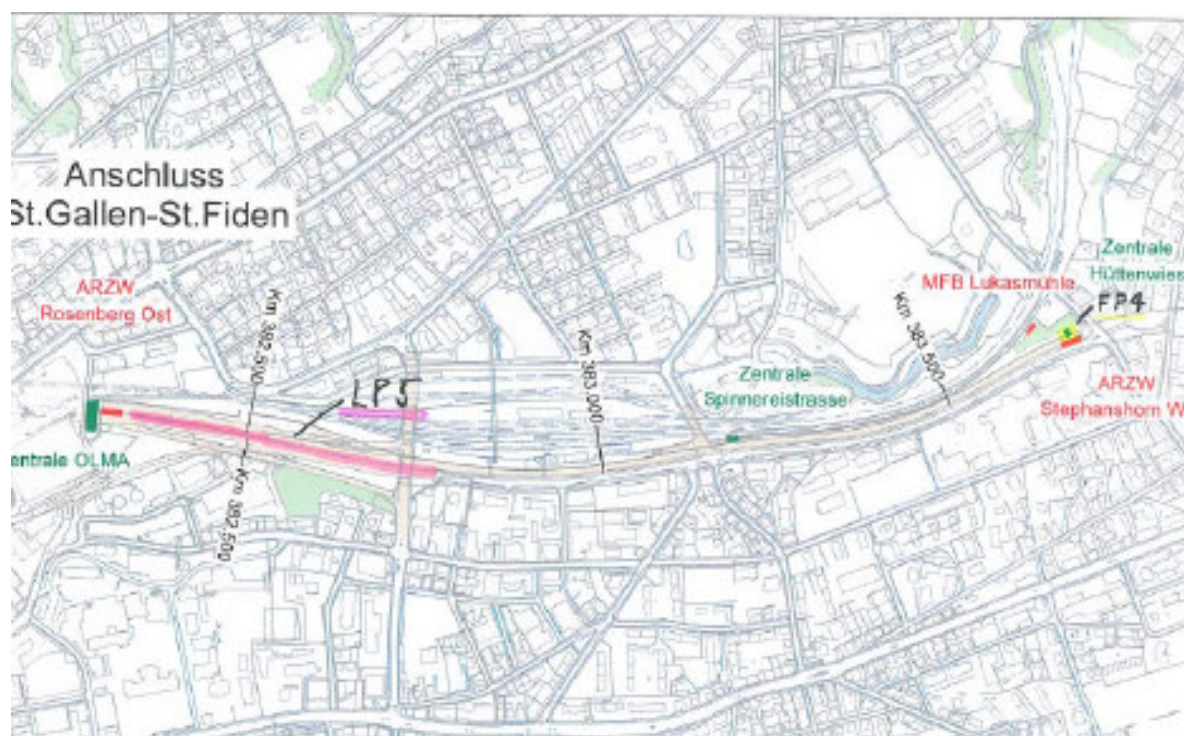 Anschluss
St.Gallen-St.Fiden
ARZW
Rosenberg Ost
Km 382.500
Km 382.500
LP5
entrale OLMA
Km 383.000
Zentrale
Spinnereistrasse
Km 383.500
MFB Lukasmühle
Zentrale
Hüttenwies
FP4
ARZW
Stephanshorn W